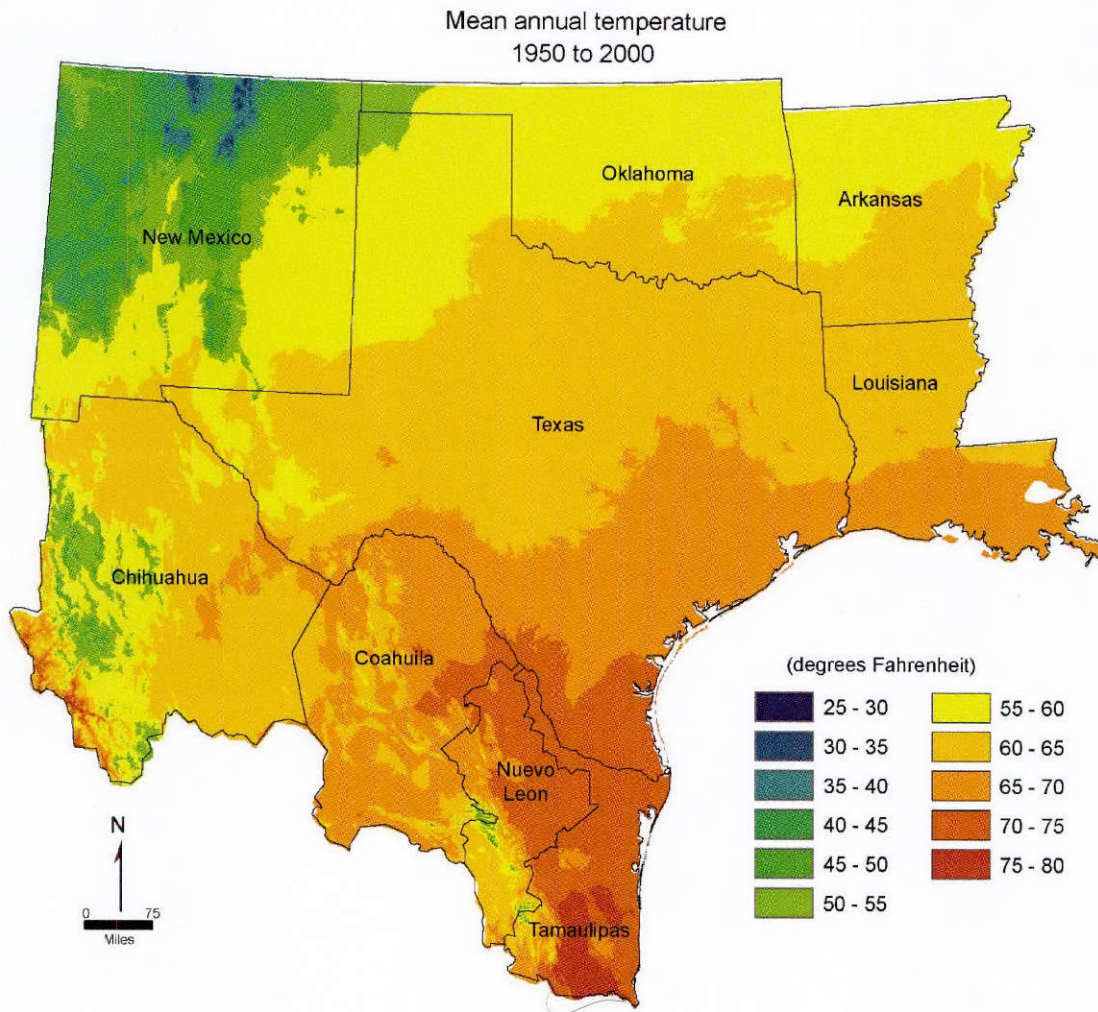 Mean annual temperature
1950 to 2000
Oklahoma
Arkansas
New Mexico
Louisiana
Texas
Chihuahua
Coahuila
Nuevo
Leon
Tamaulipas
(degrees Fahrenheit)
25 - 30
30 - 35
35 - 40
40 - 45
45 - 50
50 - 55
55 - 60
60 - 65
65 - 70
70 - 75
75 - 80
N
0 75
Miles